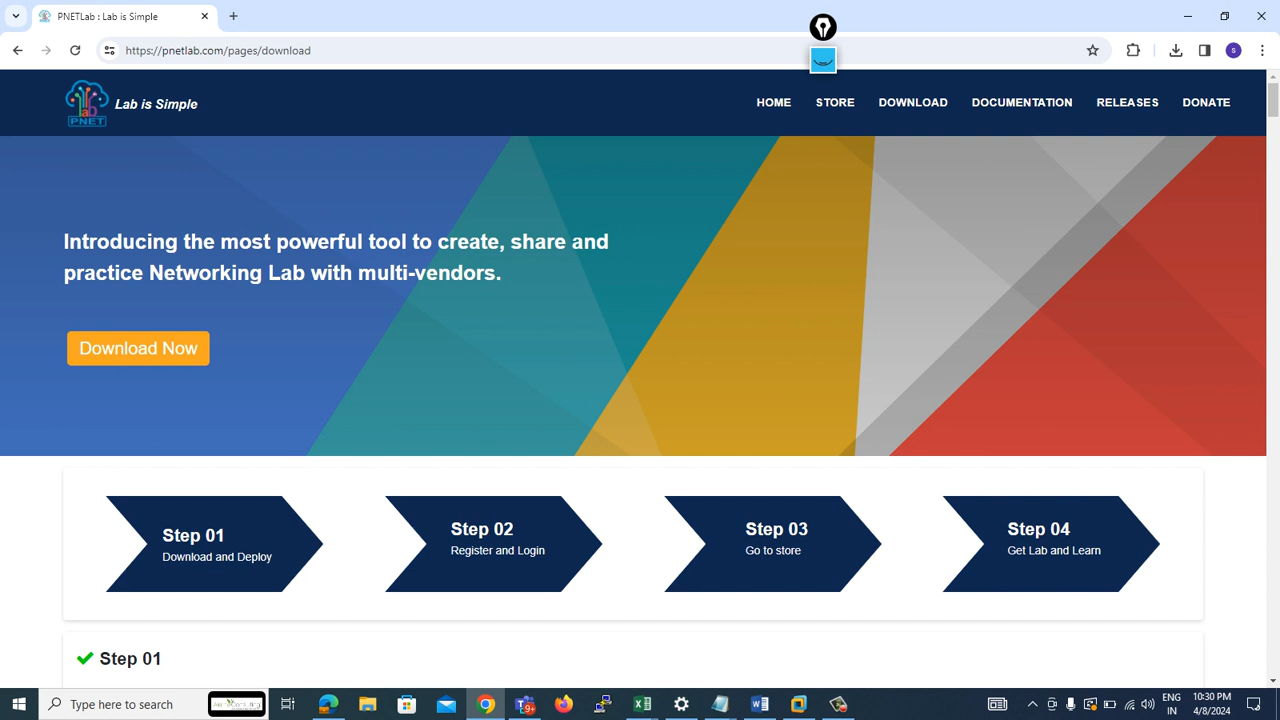 PNETLab : Lab is Simple
https://pnetlab.com/pages/download
S
PNET
Lab is Simple
HOME
STORE
DOWNLOAD
DOCUMENTATION
RELEASES
DONATE
Introducing the most powerful tool to create, share and
practice Networking Lab with multi-vendors.
Download Now
Step 01
Download and Deploy
Step 02
Register and Login
Step 03
Go to store
Step 04
Get Lab and Learn
Step 01
Type here to search
9+
ENG
IN
10:30 PM
4/8/2024